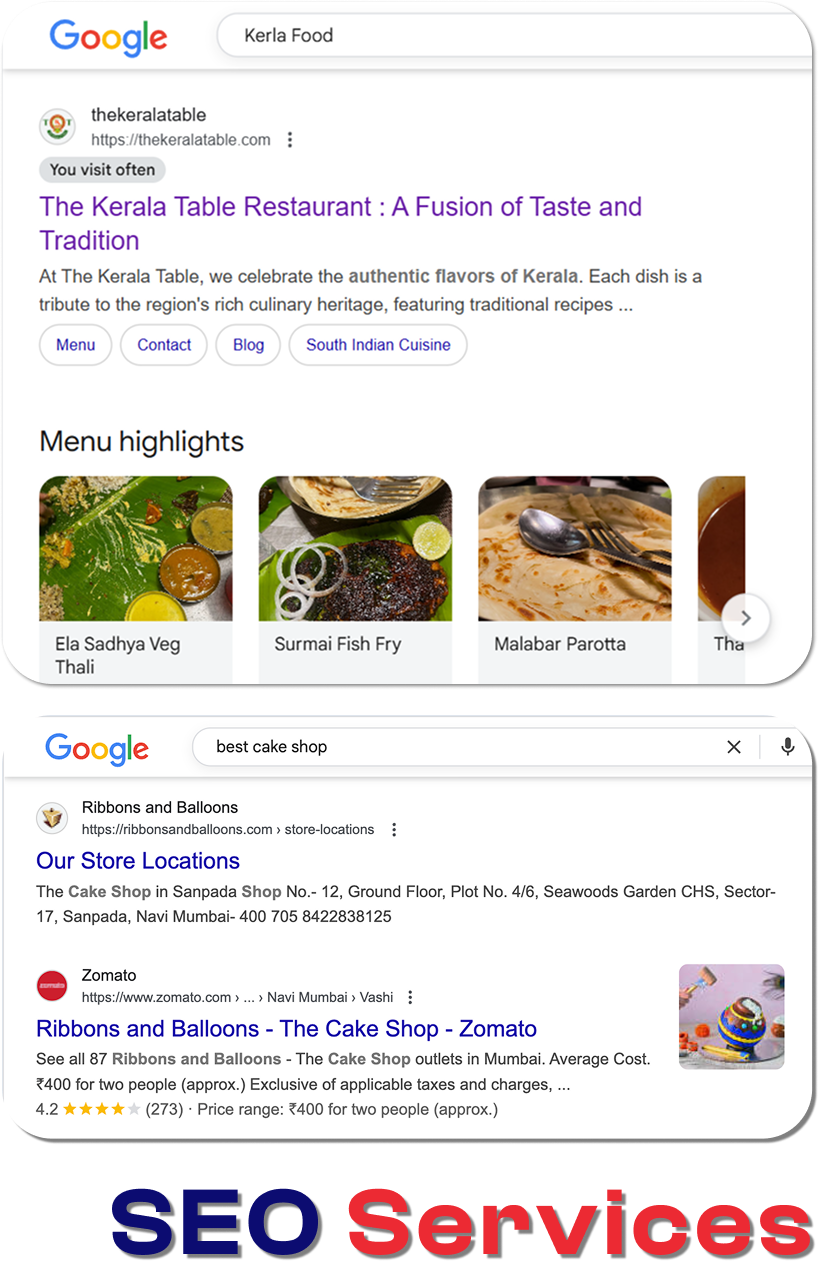 Google
Kerla Food
thekeralatable
https://thekeralatable.com
You visit often
The Kerala Table Restaurant : A Fusion of Taste and
Tradition
At The Kerala Table, we celebrate the authentic flavors of Kerala. Each dish is a
tribute to the region's rich culinary heritage, featuring traditional recipes ...
Menu
Contact
Blog
South Indian Cuisine
Menu highlights
Ela Sadhya Veg
Thali
Surmai Fish Fry
Malabar Parotta
Tha
Google
best cake shop
Ribbons and Balloons
https://ribbonsandballoons.com › store-locations
Our Store Locations
The Cake Shop in Sanpada Shop No.- 12, Ground Floor, Plot No. 4/6, Seawoods Garden CHS, Sector-
17, Sanpada, Navi Mumbai- 400 705 8422838125
zomato
Zomato
https://www.zomato.com › ... › Navi Mumbai › Vashi
Ribbons and Balloons - The Cake Shop - Zomato
See all 87 Ribbons and Balloons - The Cake Shop outlets in Mumbai. Average Cost.
₹400 for two people (approx.) Exclusive of applicable taxes and charges, ...
4.2 (273) · Price range: ₹400 for two people (approx.)
SEO Services